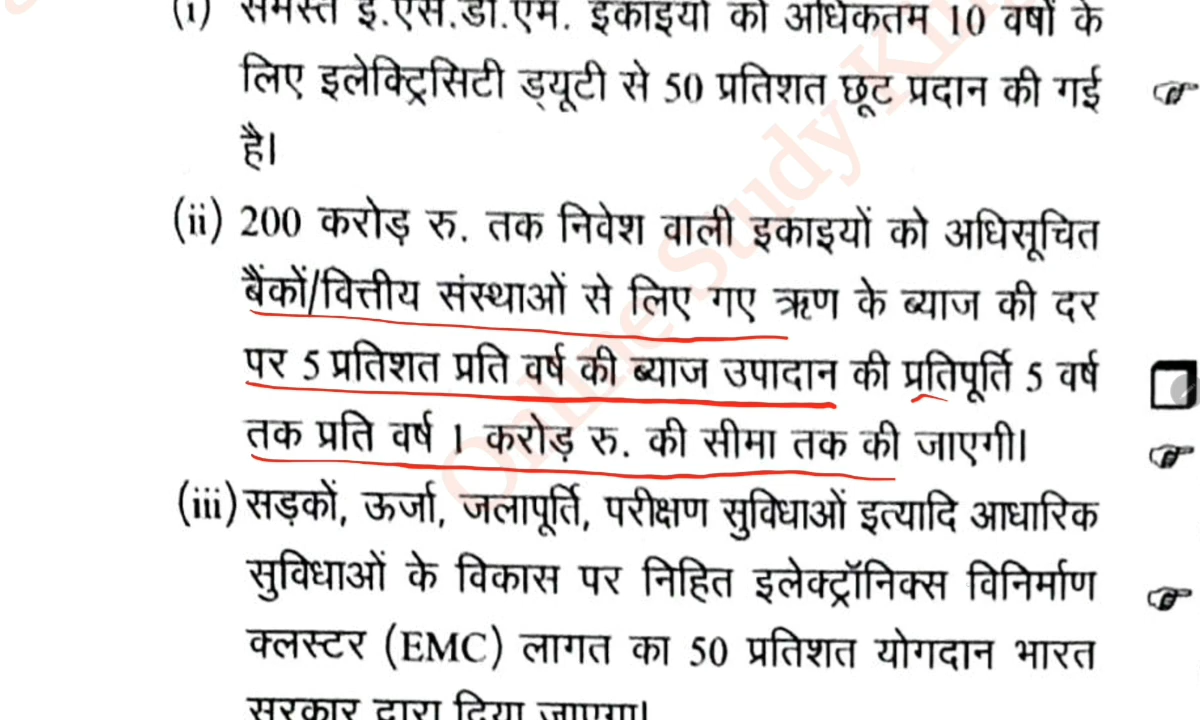 (i) समस्त ई.एस.डी.एम. इकाइयों को अधिकतम 10 वर्षों के
लिए इलेक्ट्रिसिटी ड्यूटी से 50 प्रतिशत छूट प्रदान की गई
है।
(ii) 200 करोड़ रु. तक निवेश वाली इकाइयों को अधिसूचित
बैंकों/वित्तीय संस्थाओं से लिए गए ऋण के ब्याज की दर
पर 5 प्रतिशत प्रति वर्ष की ब्याज उपादान की प्रतिपूर्ति 5 वर्ष
तक प्रति वर्ष 1 करोड़ रु. की सीमा तक की जाएगी।
(iii) सड़कों, ऊर्जा, जलापूर्ति, परीक्षण सुविधाओं इत्यादि आधारिक
सुविधाओं के विकास पर निहित इलेक्ट्रॉनिक्स विनिर्माण
क्लस्टर (EMC) लागत का 50 प्रतिशत योगदान भारत
सरकार द्वारा दिया जाएगा।
Online Study